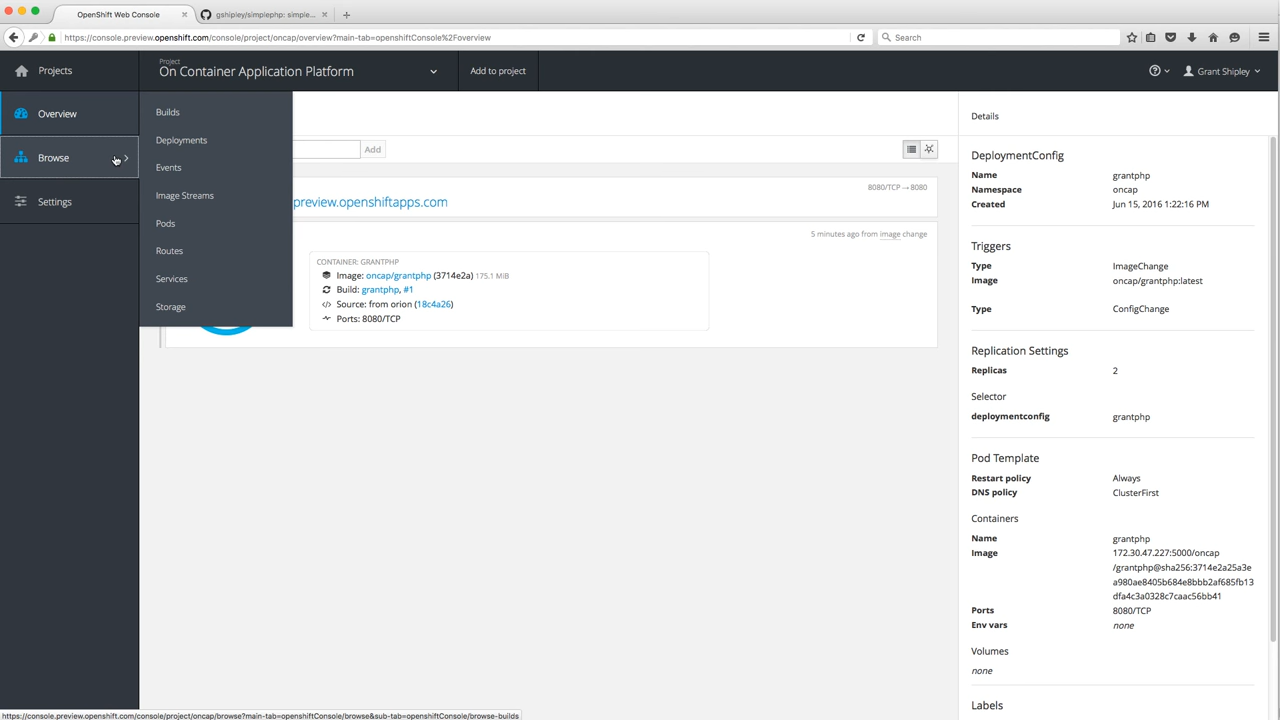 OpenShift Web Console
gshipley/simplephp: simple...
https://console.preview.openshift.com/console/project/oncap/overview?main-tab=openshiftConsole%2Foverview
Search
Projects
Project
On Container Application Platform
Add to project
Grant Shipley
Overview
Browse
Settings
Builds
Deployments
Events
Image Streams
Pods
Routes
Services
Storage
Add
8080/TCP → 8080
preview.openshiftapps.com
5 minutes ago from image change
CONTAINER: GRANTPHP
Image: oncap/grantphp (3714e2a) 175.1 MiB
Build: grantphp, #1
Source: from orion (18c4a26)
Ports: 8080/TCP
Details
DeploymentConfig
Name grantphp
Namespace oncap
Created Jun 15, 2016 1:22:16 PM
Triggers
Type ImageChange
Image oncap/grantphp:latest
Type ConfigChange
Replication Settings
Replicas 2
Selector
deploymentconfig grantphp
Pod Template
Restart policy Always
DNS policy ClusterFirst
Containers
Name grantphp
Image 172.30.47.227:5000/oncap
/grantphp@sha256:3714e2a25a3e
a980ae8405b684e8bbb2af685fb13
dfa4c3a0328c7caac56bb41
Ports 8080/TCP
Env vars none
Volumes
none
Labels
https://console.preview.openshift.com/console/project/oncap/browse?main-tab=openshiftConsole/browse&sub-tab=openshiftConsole/browse-builds